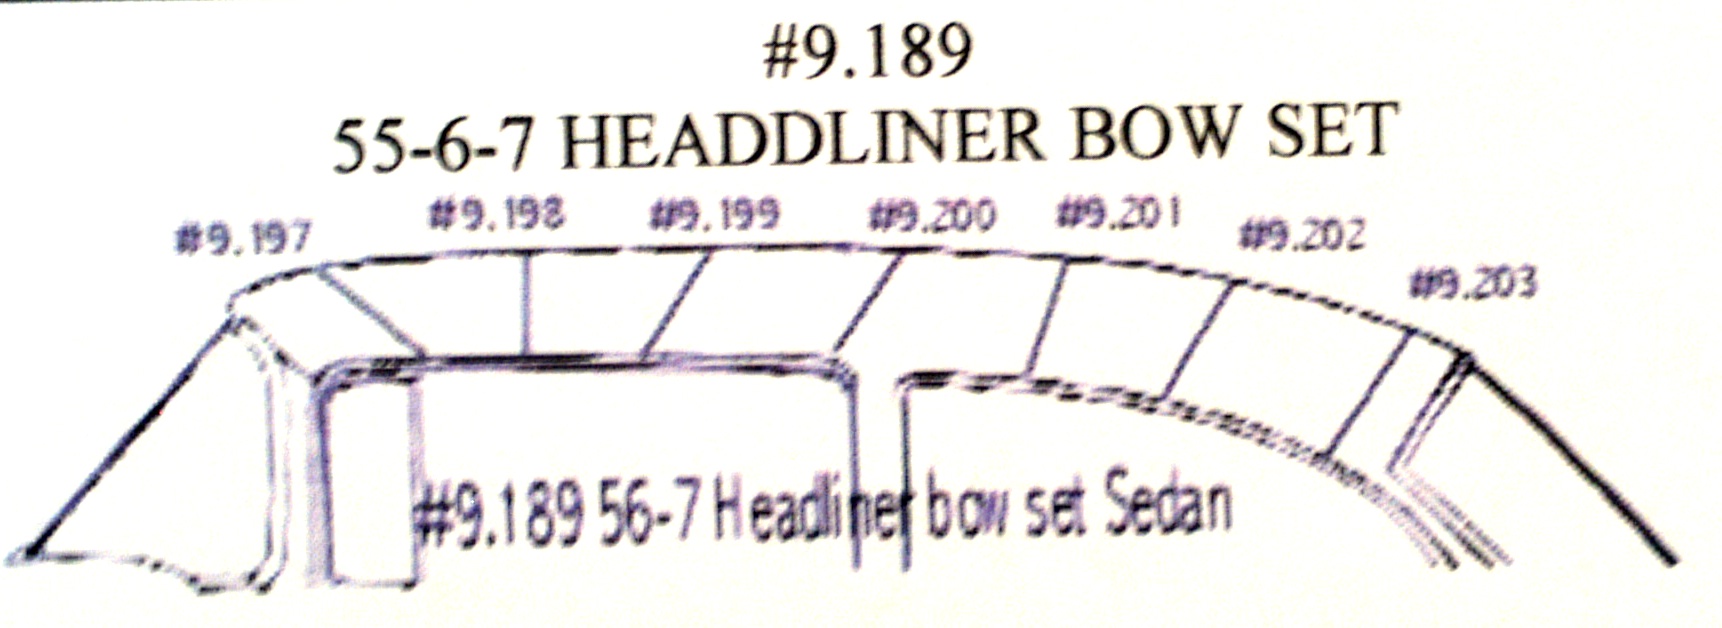 #9.189
55-6-7 HEADDLINER BOW SET
#9.197 #9.198 #9.199 #9.200 #9.201 #9.202 #9.203
#9.189 56-7 Headliner bow set Sedan